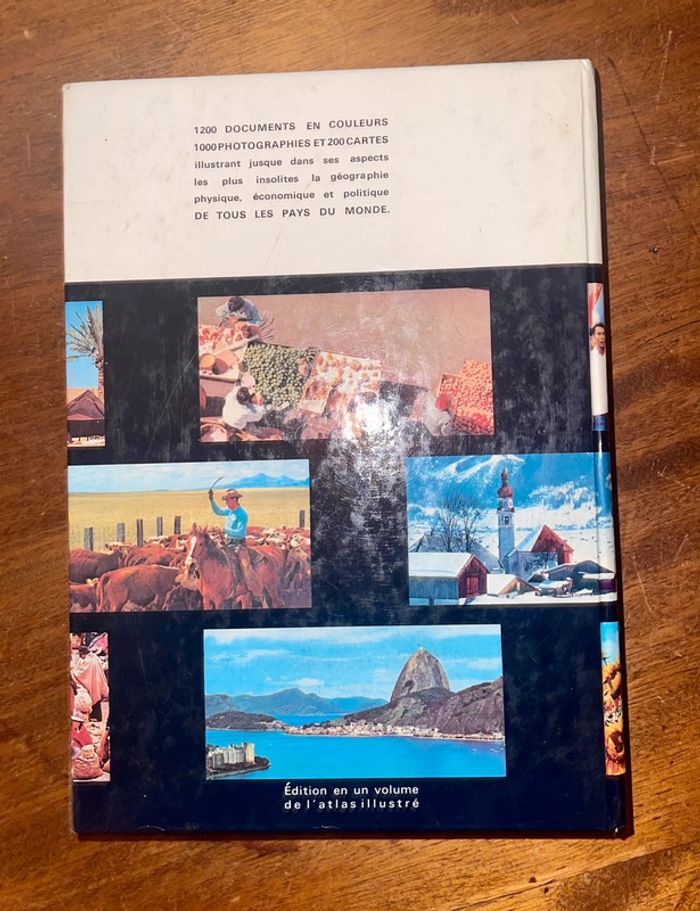 1200 DOCUMENTS EN COULEURS
1000 PHOTOGRAPHIES ET 200 CARTES
illustrant jusque dans ses aspects
les plus insolites la géographie
physique, économique et politique
DE TOUS LES PAYS DU MONDE.
Édition en un volume
de l'atlas illustré